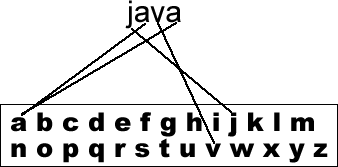 java
a b c d e f g h i j k l m
n o p q r s t u v w x y z